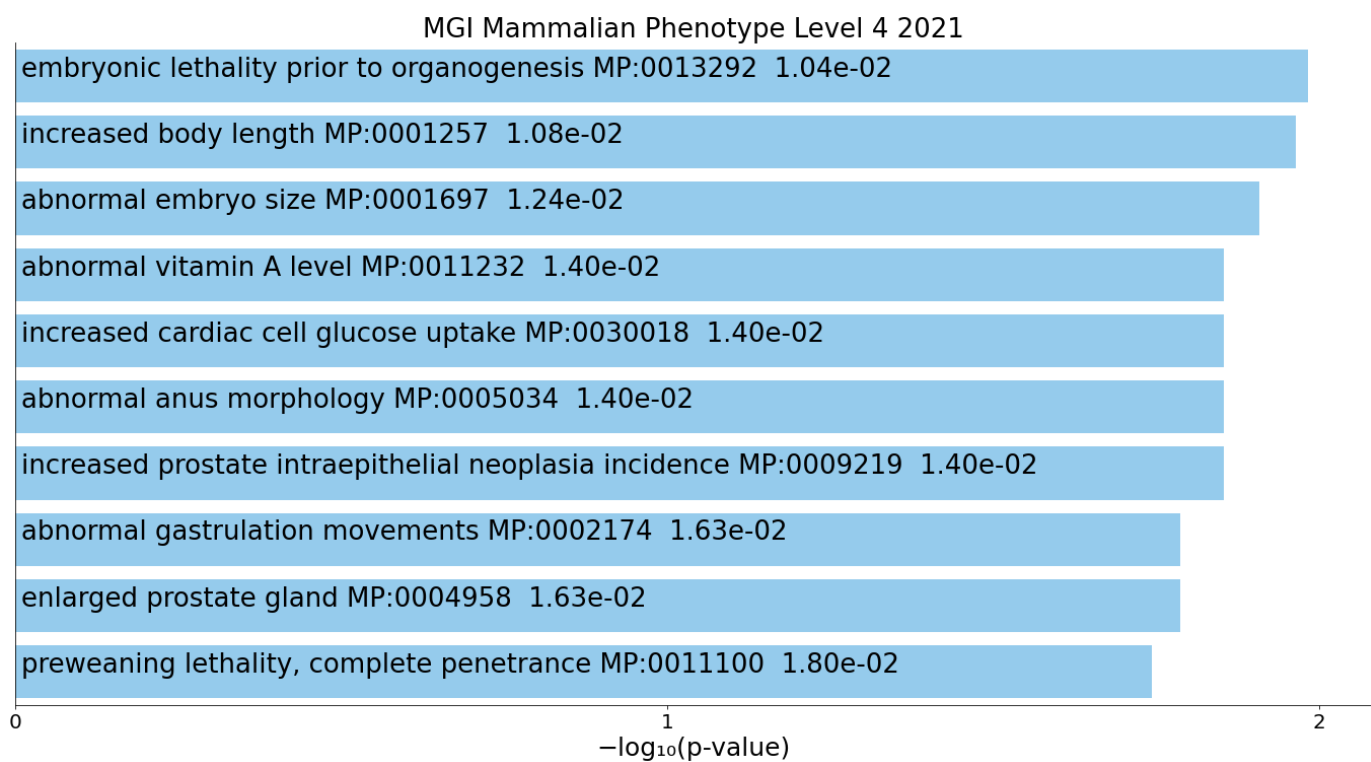 MGI Mammalian Phenotype Level 4 2021
embryonic lethality prior to organogenesis MP:0013292  1.04e-02
increased body length MP:0001257  1.08e-02
abnormal embryo size MP:0001697  1.24e-02
abnormal vitamin A level MP:0011232  1.40e-02
increased cardiac cell glucose uptake MP:0030018  1.40e-02
abnormal anus morphology MP:0005034  1.40e-02
increased prostate intraepithelial neoplasia incidence MP:0009219  1.40e-02
abnormal gastrulation movements MP:0002174  1.63e-02
enlarged prostate gland MP:0004958  1.63e-02
preweaning lethality, complete penetrance MP:0011100  1.80e-02
0 1 2
−log₁₀(p-value)